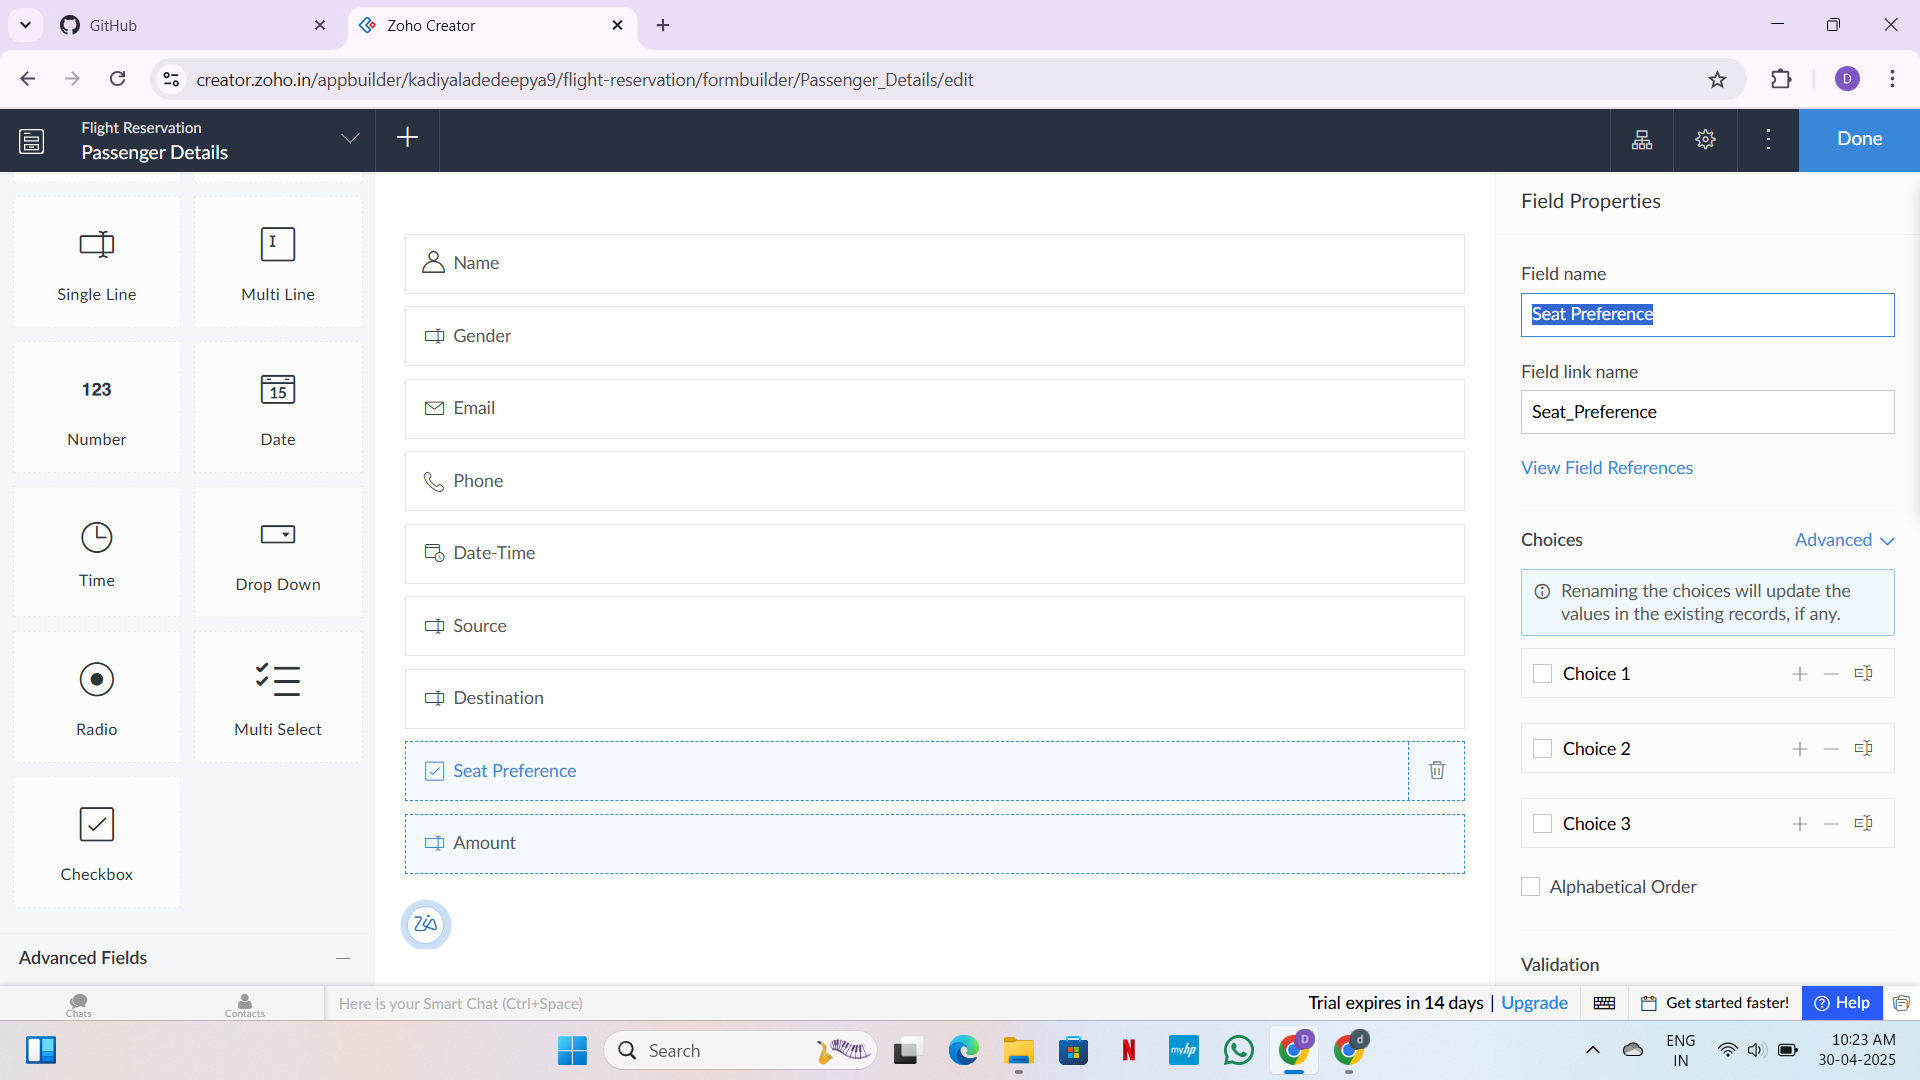 GitHub
Zoho Creator
creator.zoho.in/appbuilder/kadiyaladedeepya9/flight-reservation/formbuilder/Passenger_Details/edit
D
Flight Reservation
Passenger Details
Done
Single Line
Multi Line
123
Number
15
Date
Time
Drop Down
Radio
Multi Select
Checkbox
Advanced Fields
Name
Gender
Email
Phone
Date-Time
Source
Destination
Seat Preference
Amount
ZIA
Field Properties
Field name
Seat Preference
Field link name
Seat_Preference
View Field References
Choices
Advanced
Renaming the choices will update the
values in the existing records, if any.
Choice 1
Choice 2
Choice 3
Alphabetical Order
Validation
Chats
Contacts
Here is your Smart Chat (Ctrl+Space)
Trial expires in 14 days | Upgrade
Get started faster!
Help
Search
N
myhp
D
d
ENG
IN
10:23 AM
30-04-2025